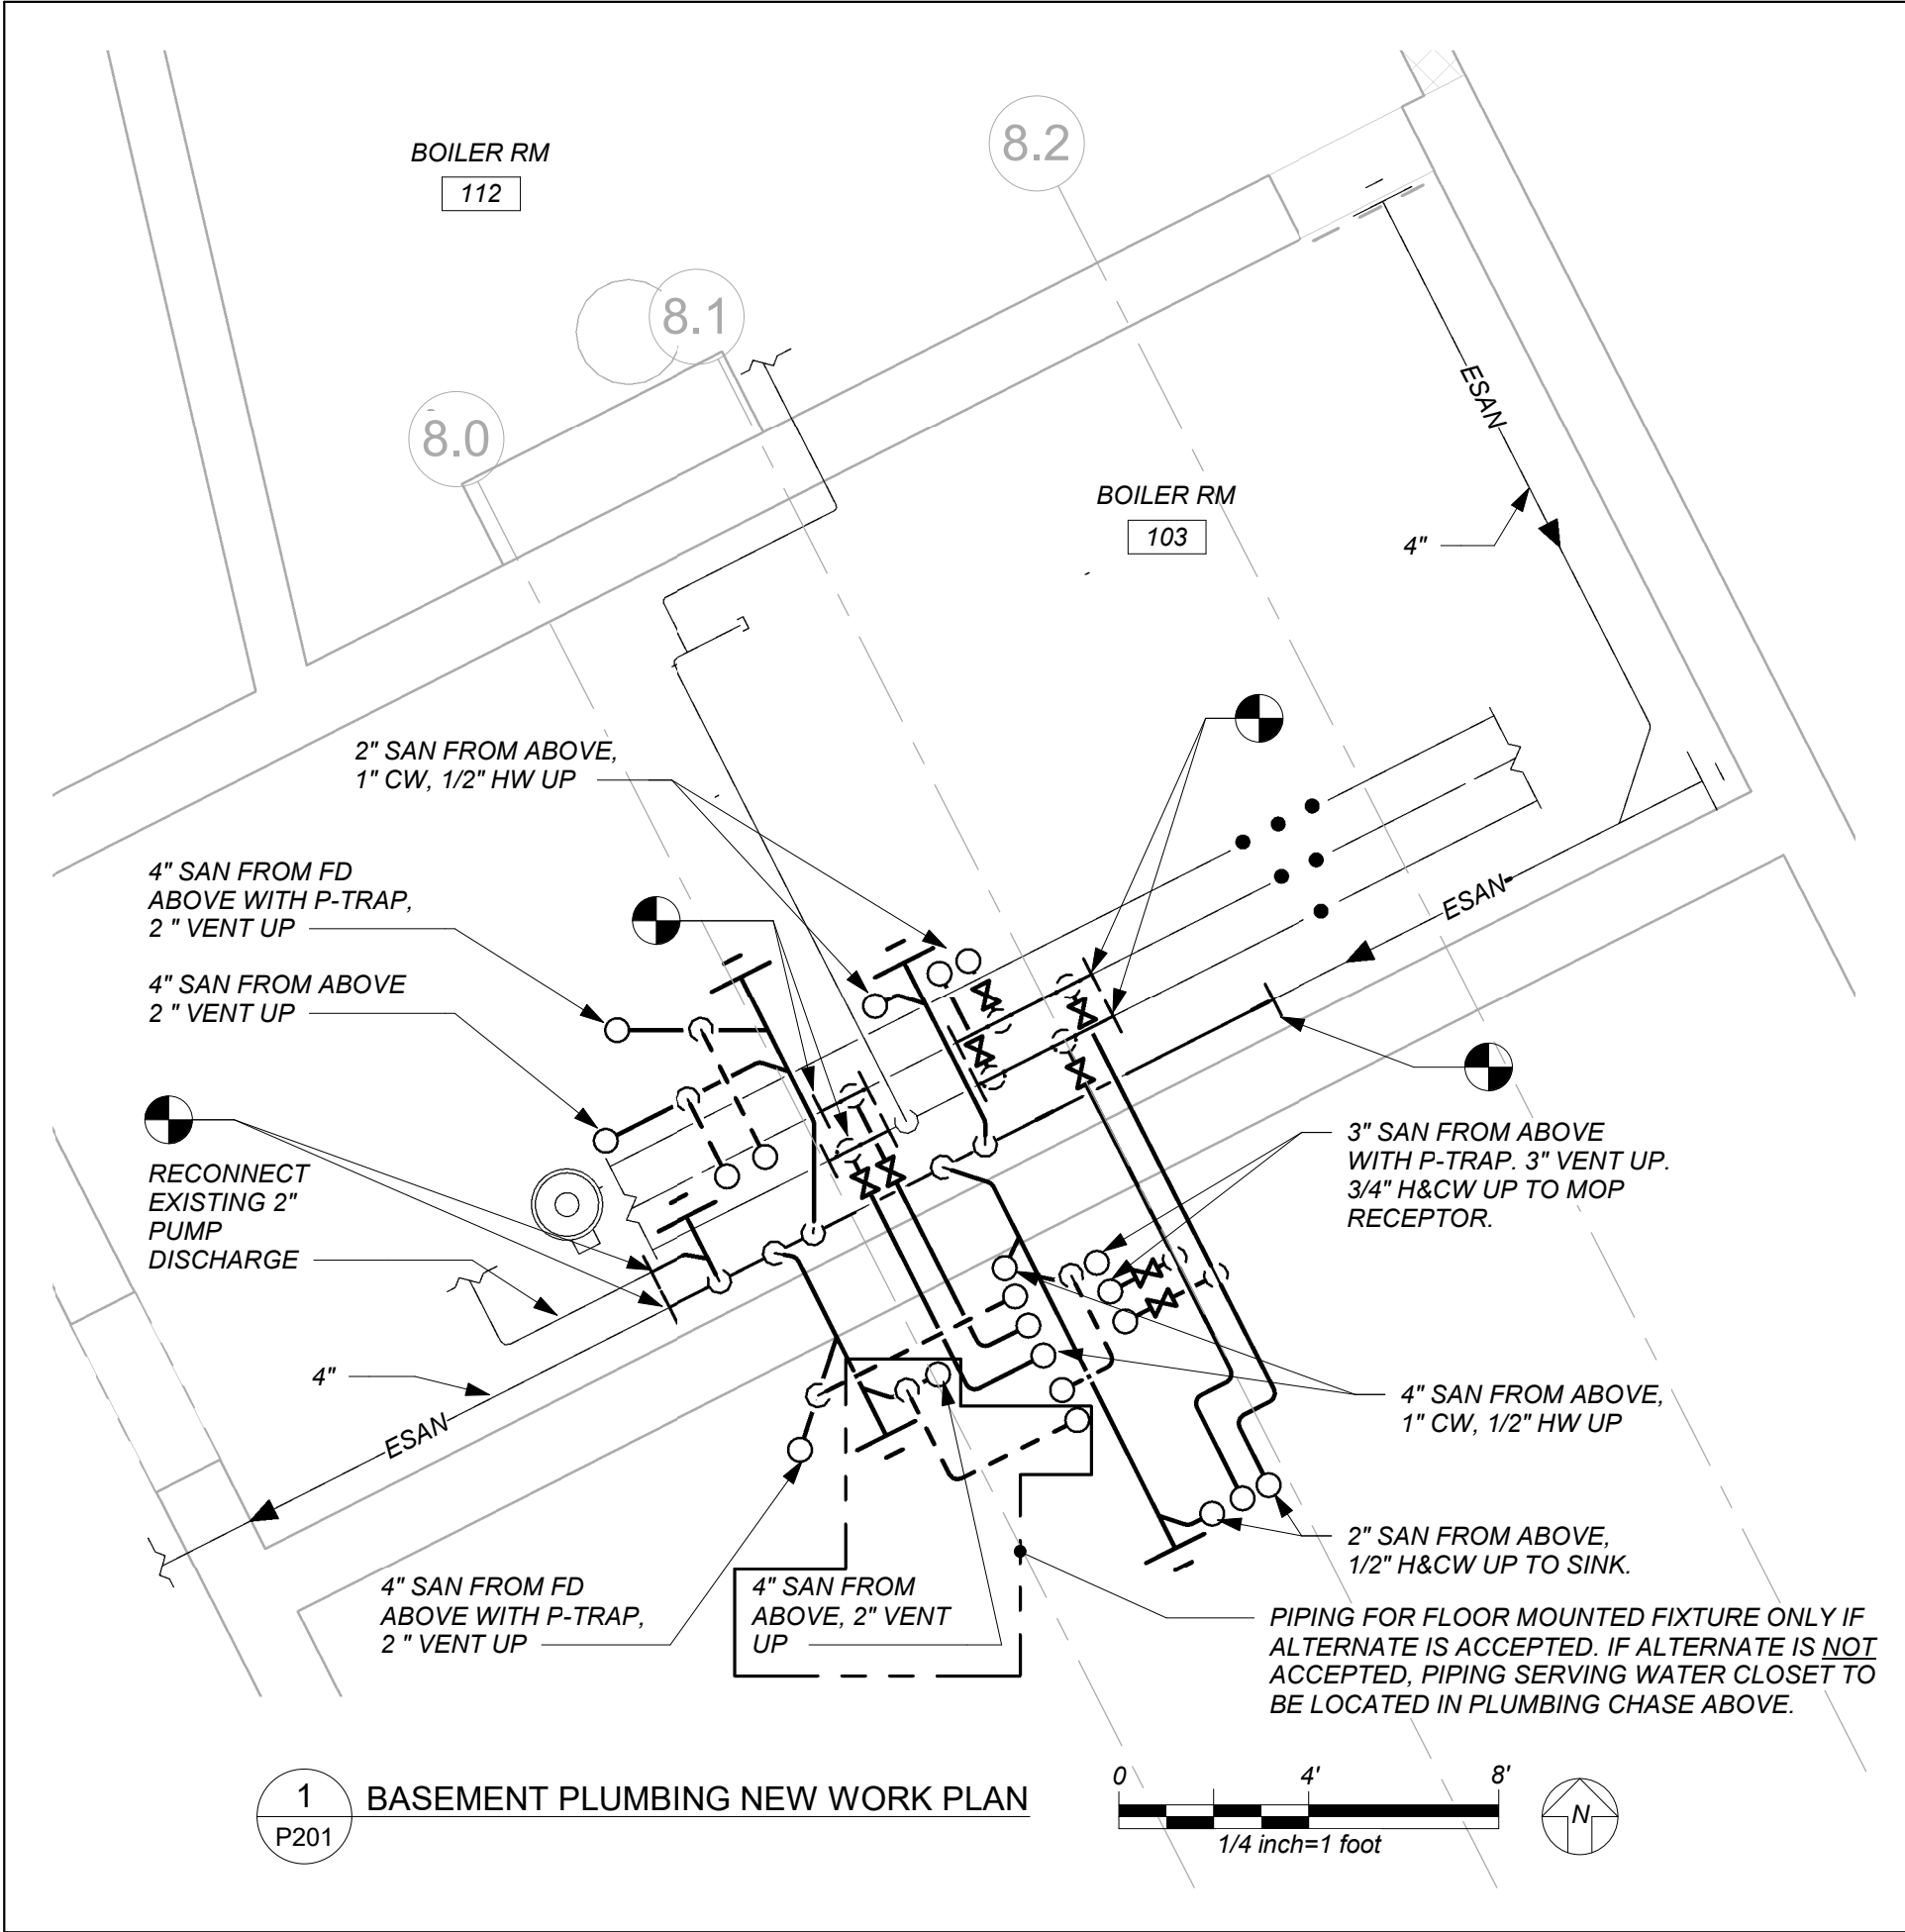 BOILER RM
112
8.2
8.1
8.0
ESAN
BOILER RM
103
4"
2" SAN FROM ABOVE,
1" CW, 1/2" HW UP
4" SAN FROM FD
ABOVE WITH P-TRAP,
2 " VENT UP
ESAN
4" SAN FROM ABOVE
2 " VENT UP
RECONNECT
EXISTING 2"
PUMP
DISCHARGE
3" SAN FROM ABOVE
WITH P-TRAP. 3" VENT UP.
3/4" H&CW UP TO MOP
RECEPTOR.
4"
ESAN
4" SAN FROM ABOVE,
1" CW, 1/2" HW UP
2" SAN FROM ABOVE,
1/2" H&CW UP TO SINK.
4" SAN FROM FD
ABOVE WITH P-TRAP,
2 " VENT UP
4" SAN FROM
ABOVE, 2" VENT
UP
PIPING FOR FLOOR MOUNTED FIXTURE ONLY IF
ALTERNATE IS ACCEPTED. IF ALTERNATE IS NOT
ACCEPTED, PIPING SERVING WATER CLOSET TO
BE LOCATED IN PLUMBING CHASE ABOVE.
1
P201
BASEMENT PLUMBING NEW WORK PLAN
0 4' 8'
1/4 inch=1 foot
N